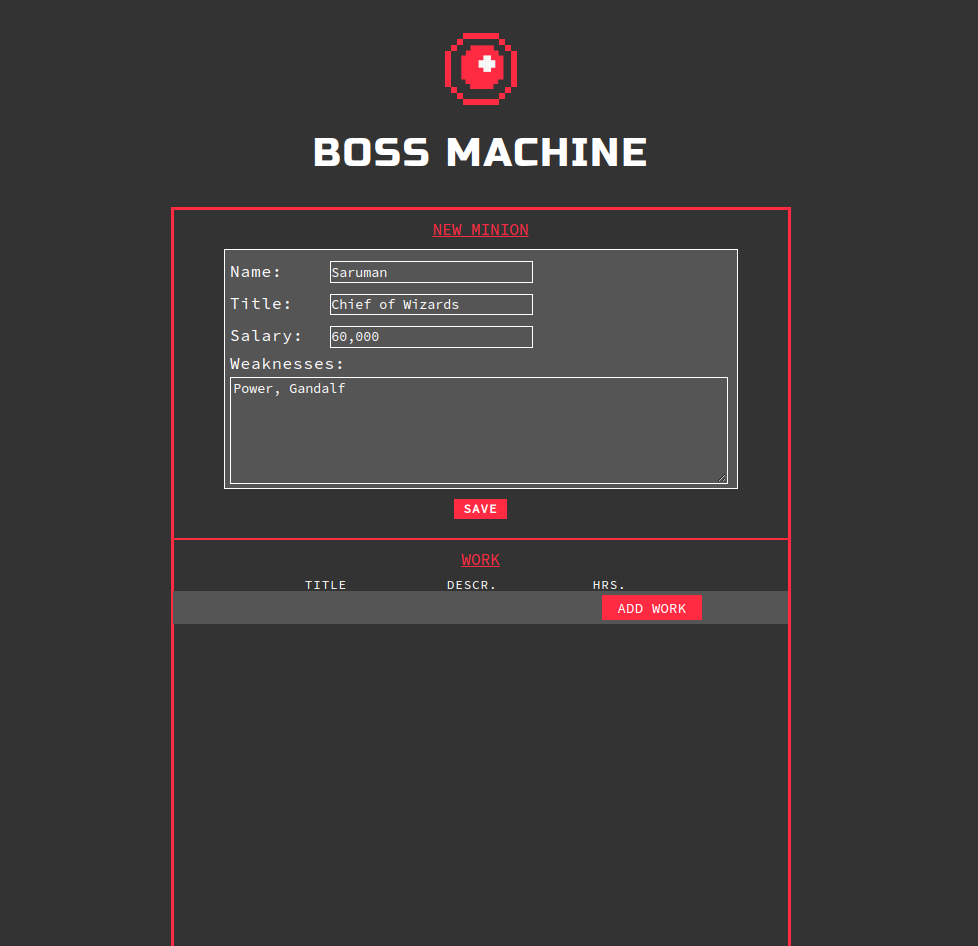 BOSS MACHINE
NEW MINION
Name: Saruman
Title: Chief of Wizards
Salary: 60,000
Weaknesses:
Power, Gandalf
SAVE
WORK
TITLE DESCR. HRS.
ADD WORK